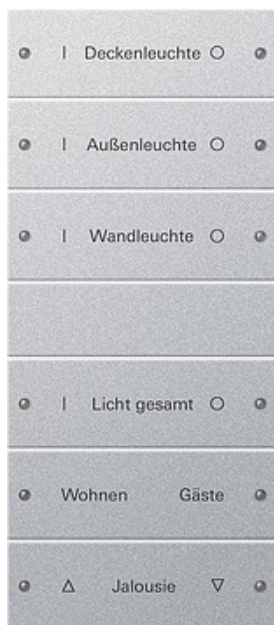 I Deckenleuchte O
I Außenleuchte O
I Wandleuchte O
I Licht gesamt O
Wohnen Gäste
△ Jalousie ▽